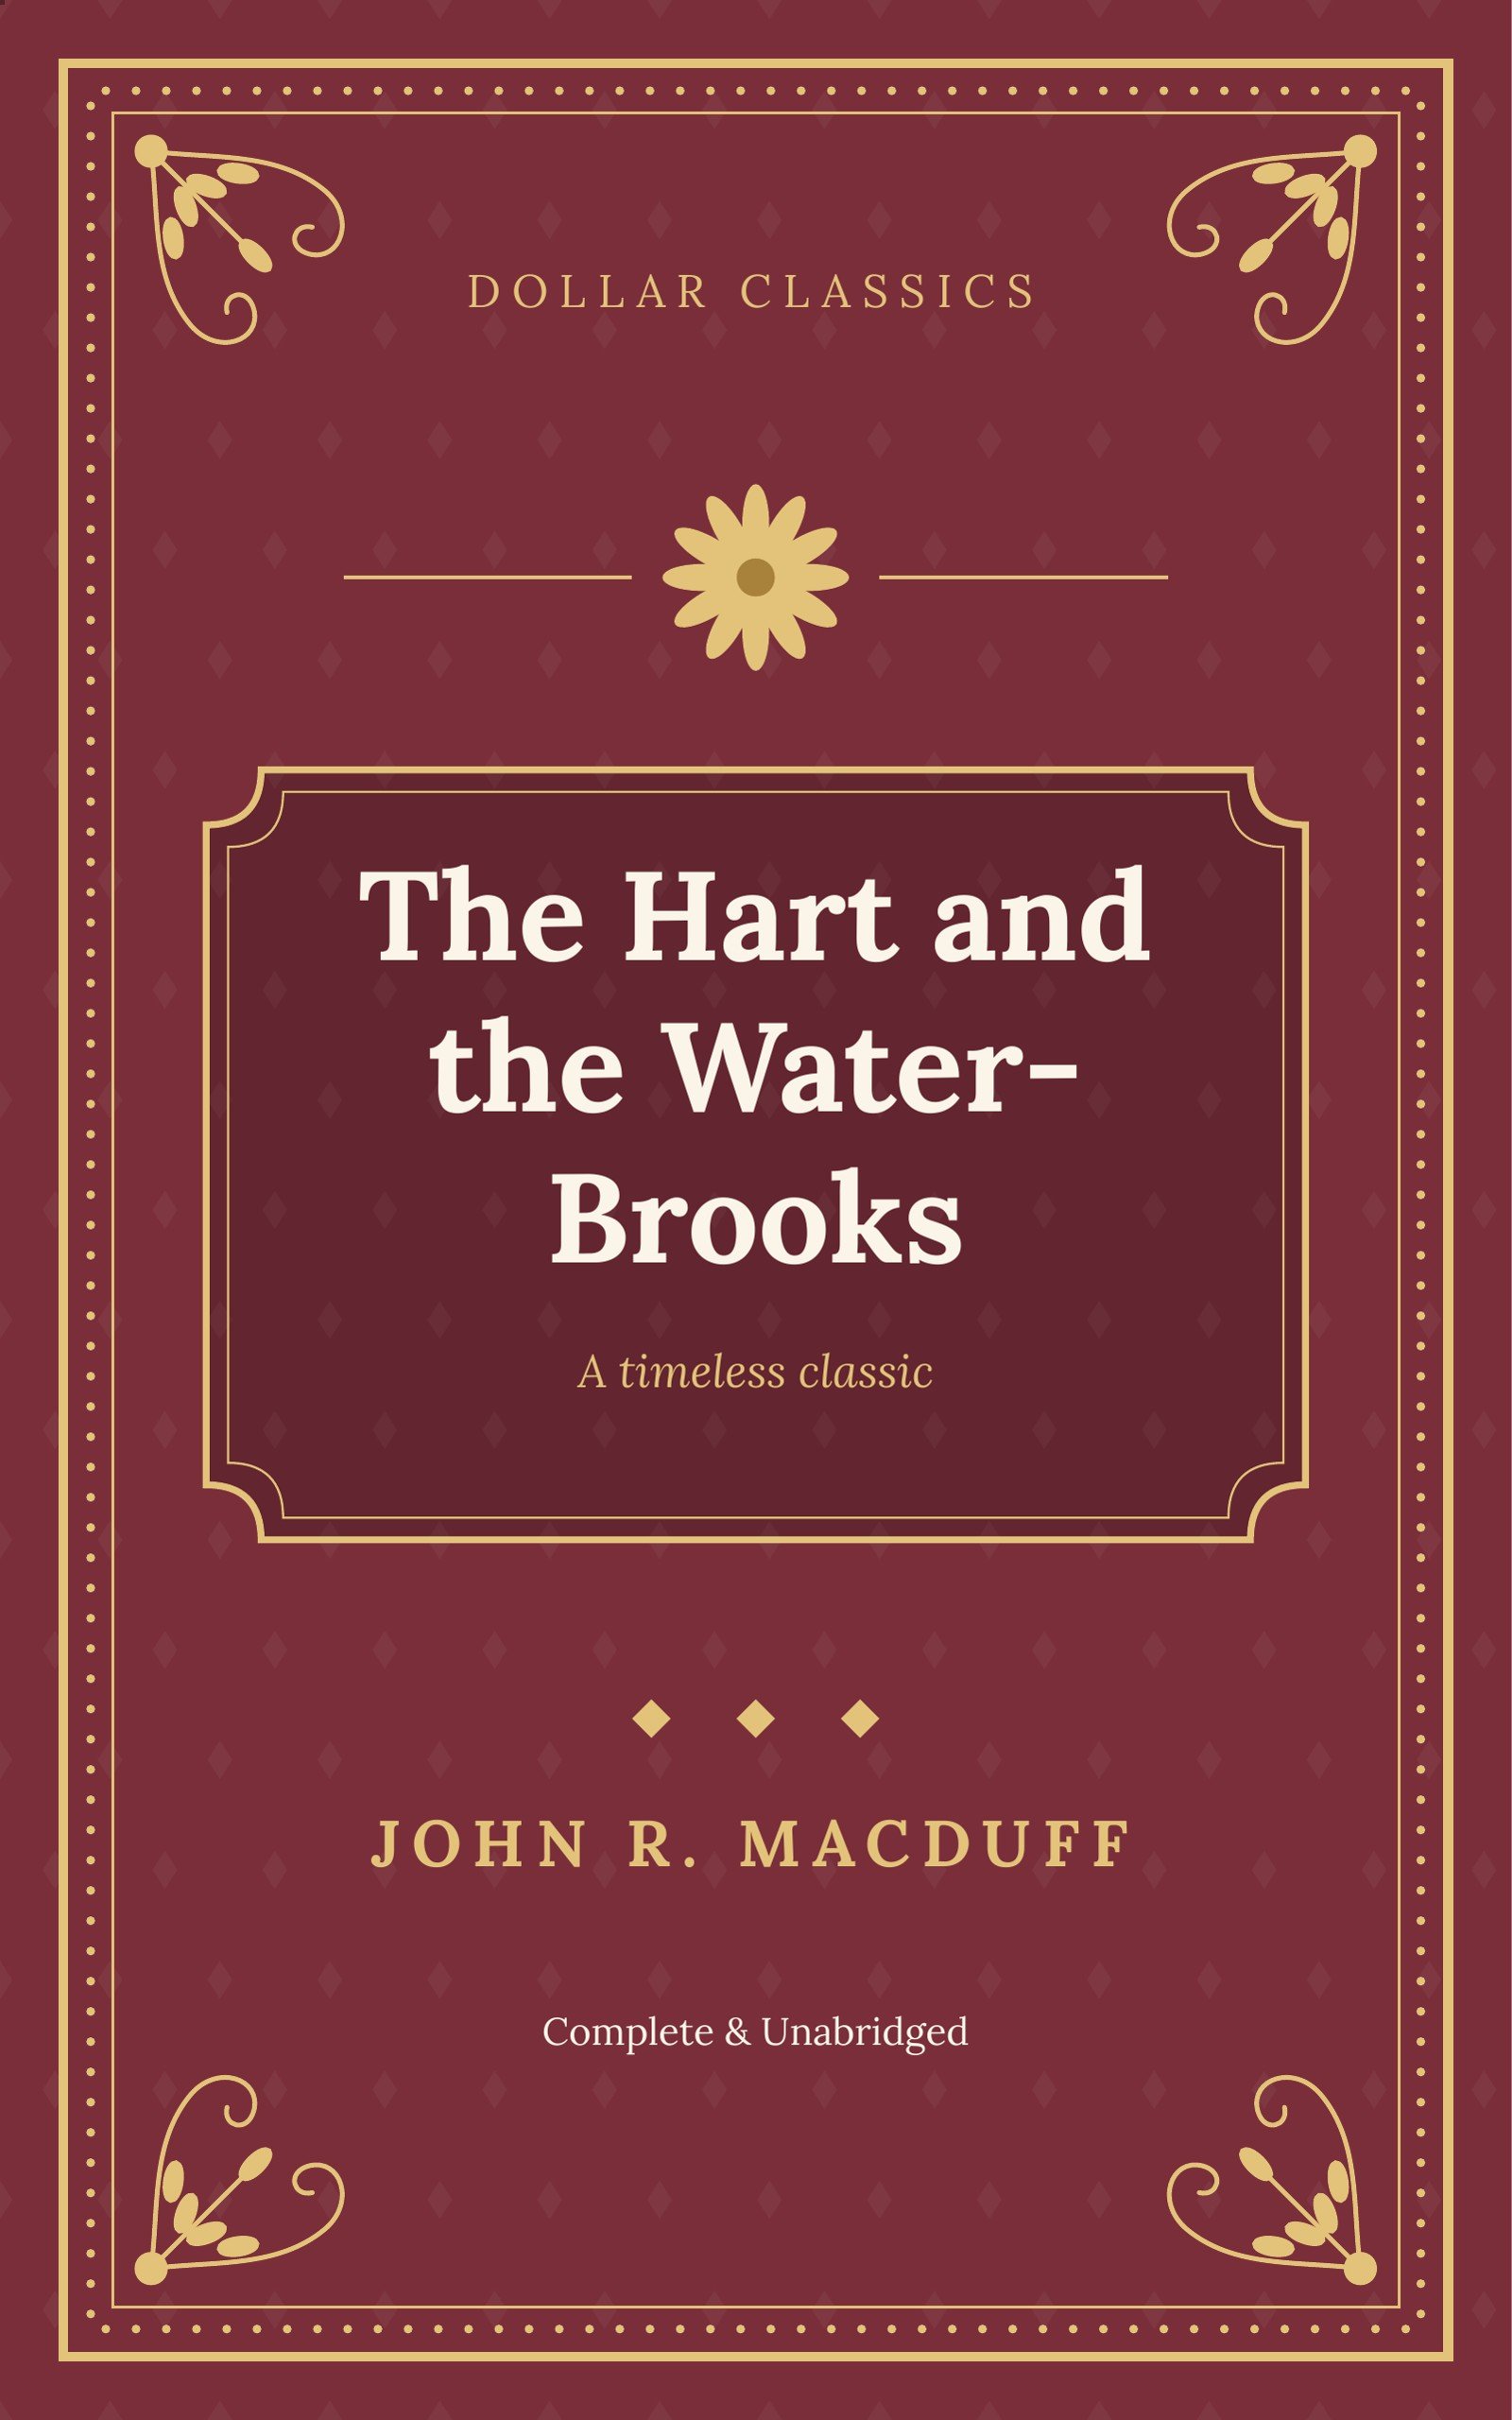 DOLLAR CLASSICS
The Hart and
the Water-
Brooks
A timeless classic
JOHN R. MACDUFF
Complete & Unabridged